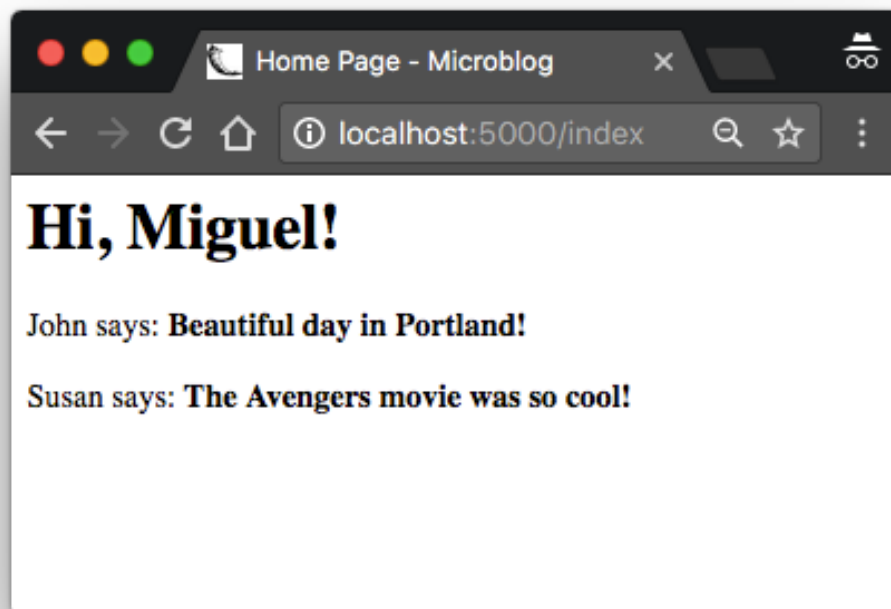 Home Page - Microblog
localhost:5000/index
Hi, Miguel!
John says: Beautiful day in Portland!
Susan says: The Avengers movie was so cool!